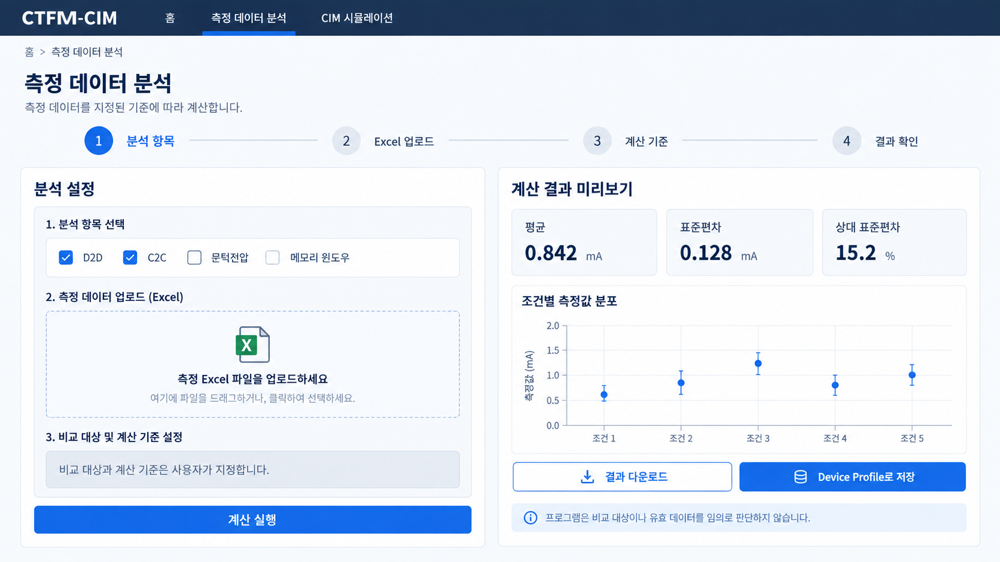 CTFM-CIM 홈 측정 데이터 분석 CIM 시뮬레이션
홈 > 측정 데이터 분석
측정 데이터 분석
측정 데이터를 지정된 기준에 따라 계산합니다.
1 분석 항목 2 Excel 업로드 3 계산 기준 4 결과 확인
분석 설정
1. 분석 항목 선택
D2D C2C 문턱전압 메모리 윈도우
2. 측정 데이터 업로드 (Excel)
X
측정 Excel 파일을 업로드하세요
여기에 파일을 드래그하거나, 클릭하여 선택하세요.
3. 비교 대상 및 계산 기준 설정
비교 대상과 계산 기준은 사용자가 지정합니다.
계산 실행
계산 결과 미리보기
평균
0.842 mA
표준편차
0.128 mA
상대 표준편차
15.2 %
조건별 측정값 분포
측정값 (mA)
2.0
1.5
1.0
0.5
0.0
조건 1 조건 2 조건 3 조건 4 조건 5
결과 다운로드
Device Profile로 저장
프로그램은 비교 대상이나 유효 데이터를 임의로 판단하지 않습니다.